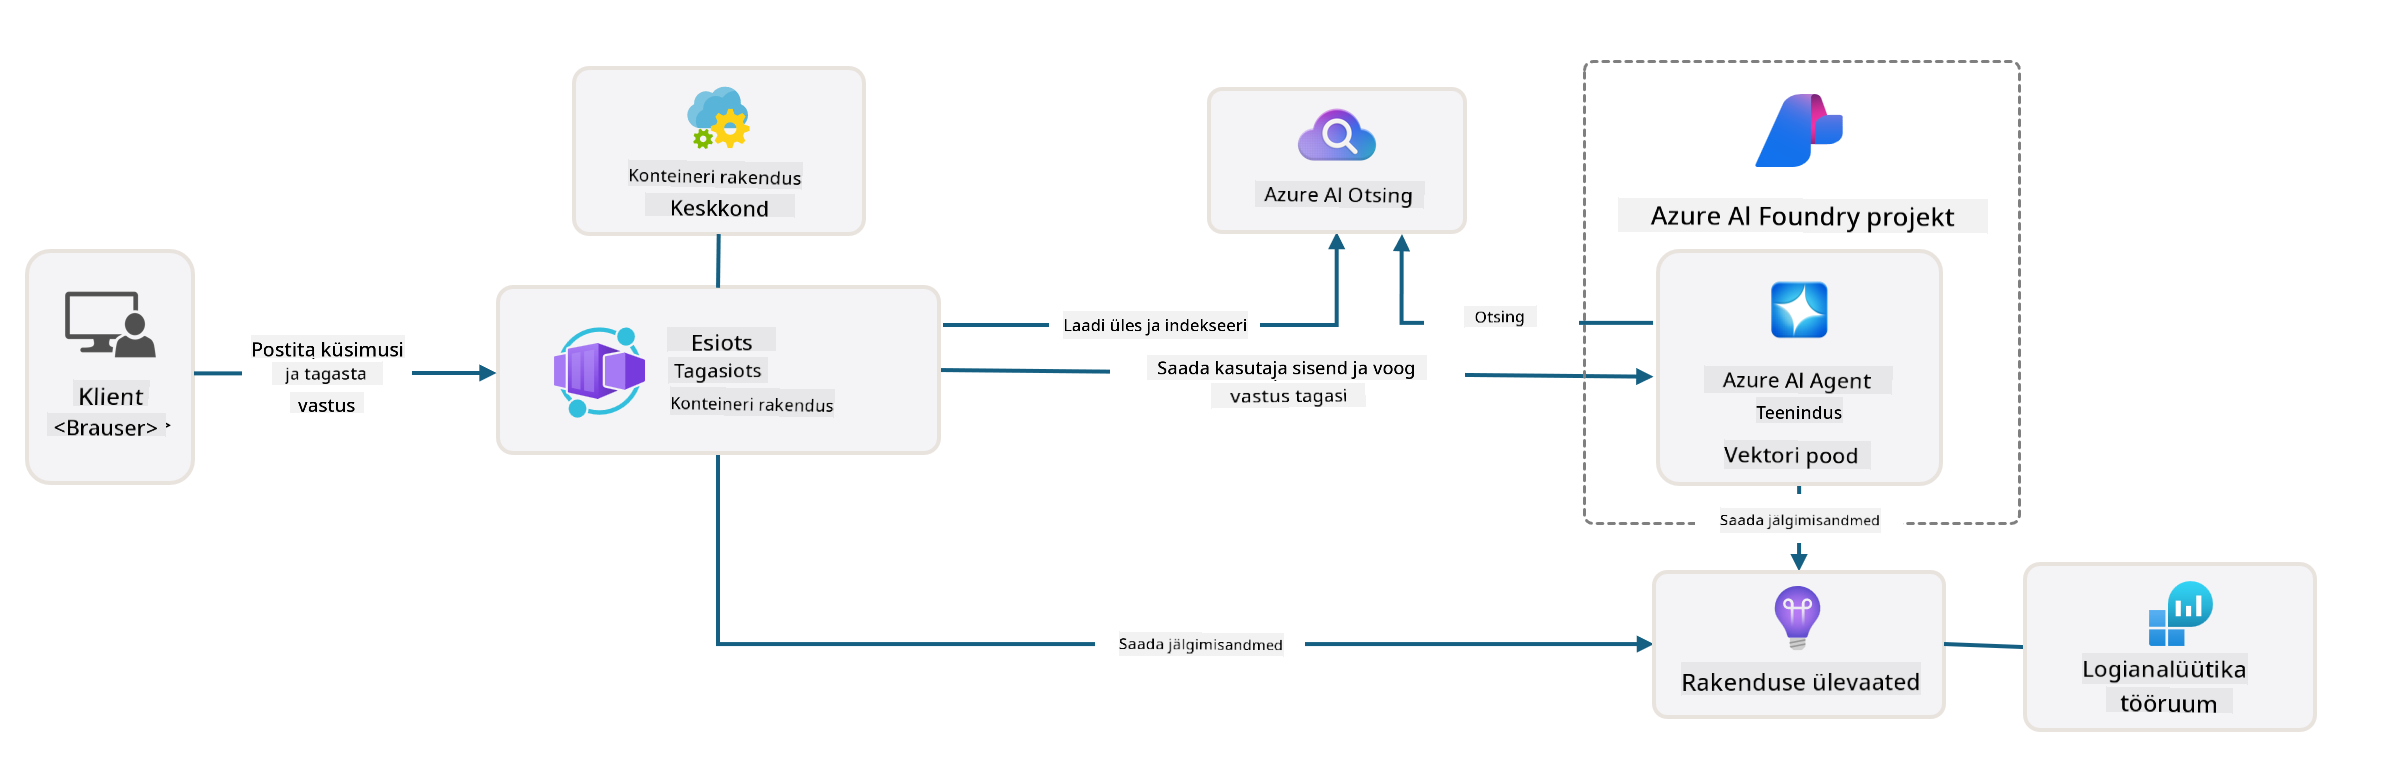 Konteineri rakendus
Keskkond
Azure AI Otsing
Azure AI Foundry projekt
Klient
<Brauser>
Postita küsimusi
ja tagasta
vastus
Esiots
Tagasiots
Konteineri rakendus
Laadi üles ja indekseeri
Otsing
Saada kasutaja sisend ja voog
vastus tagasi
Azure AI Agent
Teenindus
Vektori pood
Saada jälgimisandmed
Saada jälgimisandmed
Rakenduse ülevaated
Logianalüütika
tööruum